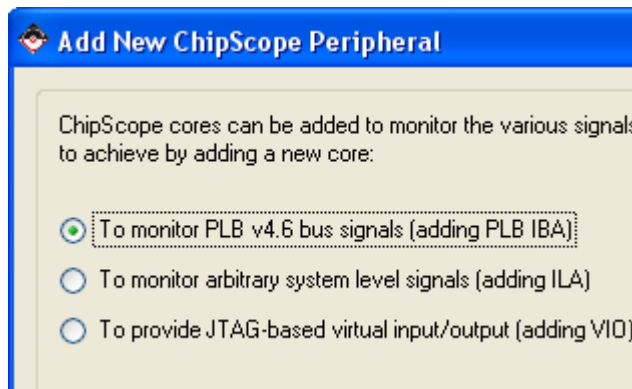 Add New ChipScope Peripheral
ChipScope cores can be added to monitor the various signals
to achieve by adding a new core:
To monitor PLB v4.6 bus signals (adding PLB IBA)
To monitor arbitrary system level signals (adding ILA)
To provide JTAG-based virtual input/output (adding VIO)